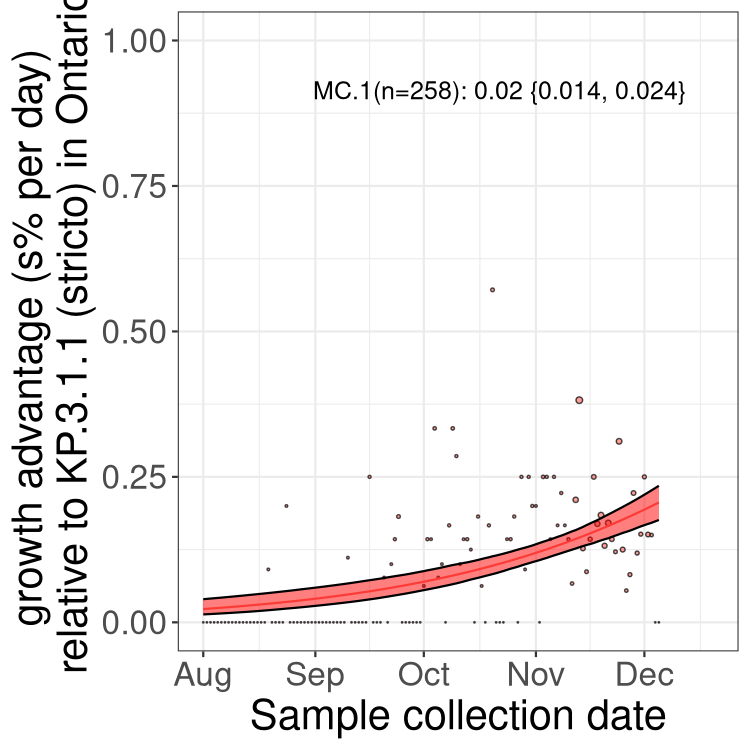 growth advantage (s% per day)
relative to KP.3.1.1 (stricto) in Ontario
1.00
0.75
0.50
0.25
0.00
MC.1(n=258): 0.02 {0.014, 0.024}
Aug Sep Oct Nov Dec
Sample collection date